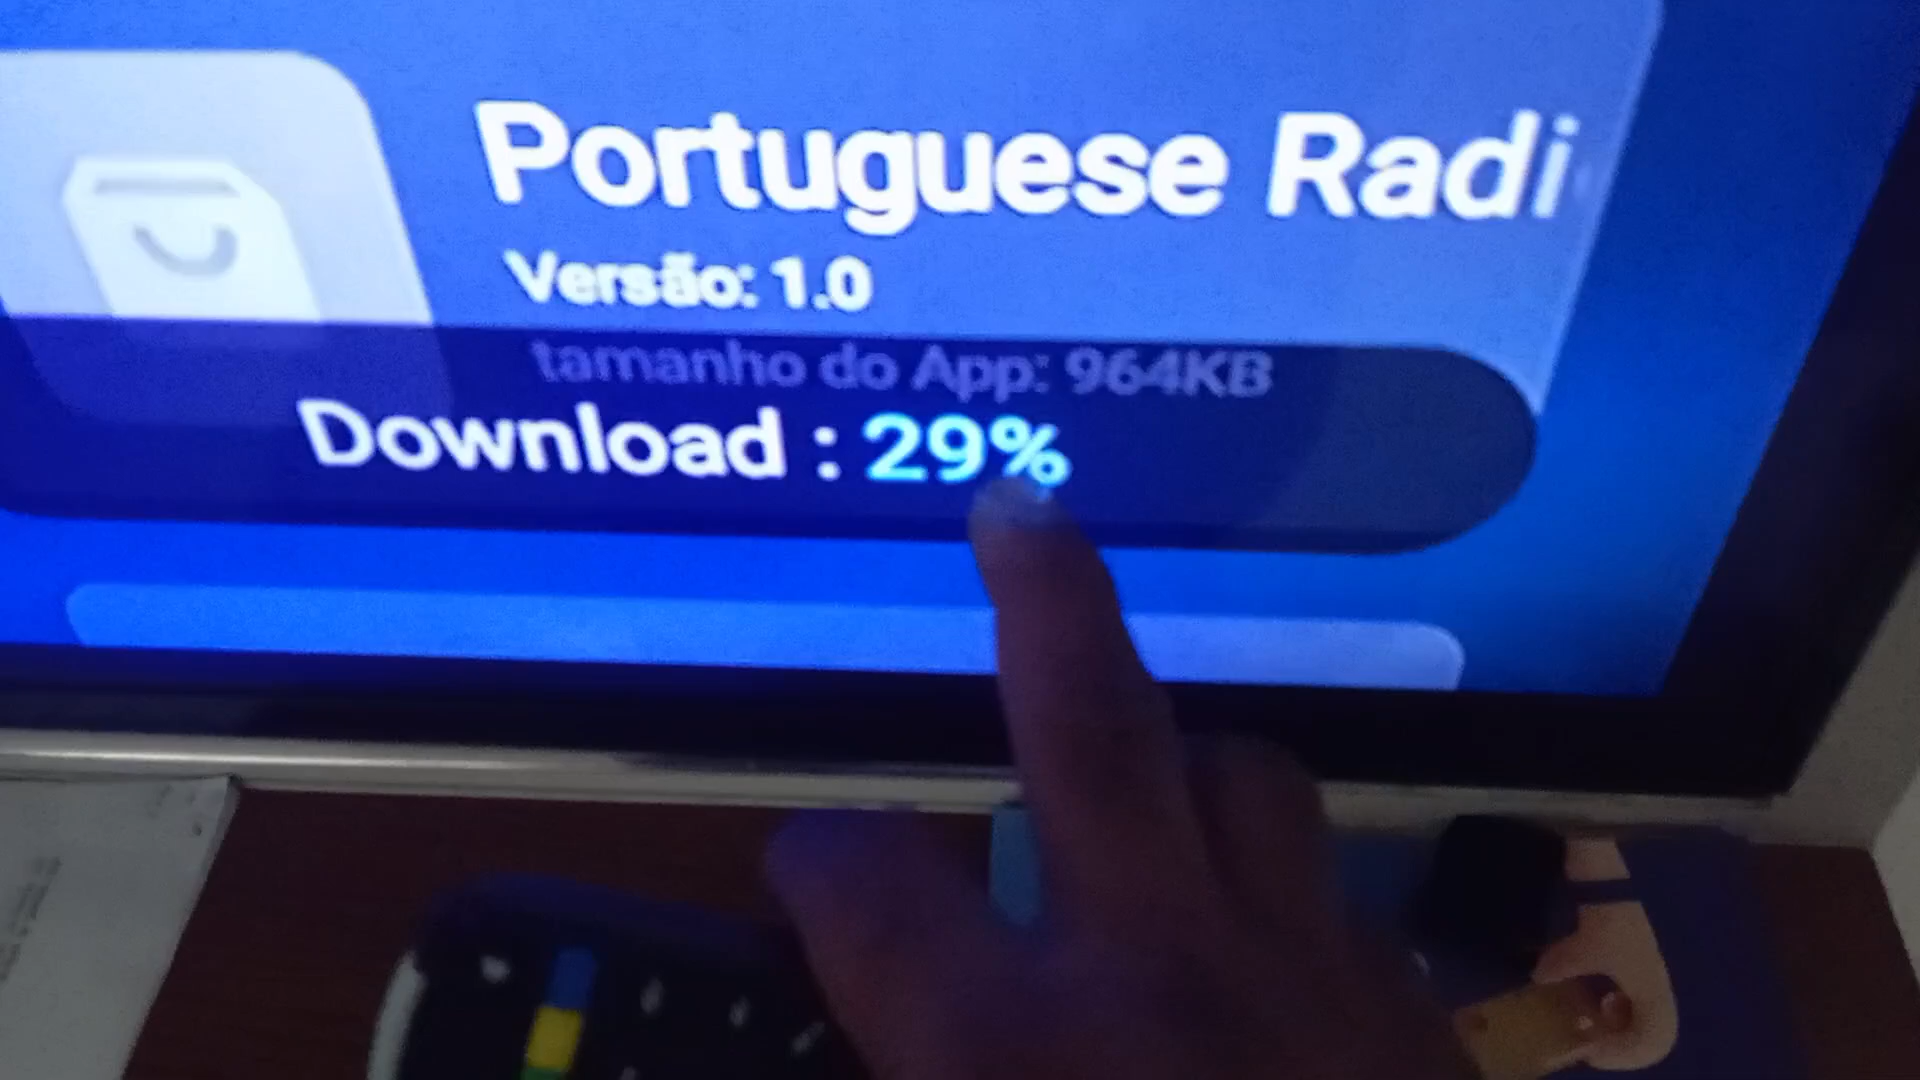 Portuguese Radi
Versão: 1.0
tamanho do App: 964KB
Download : 29%